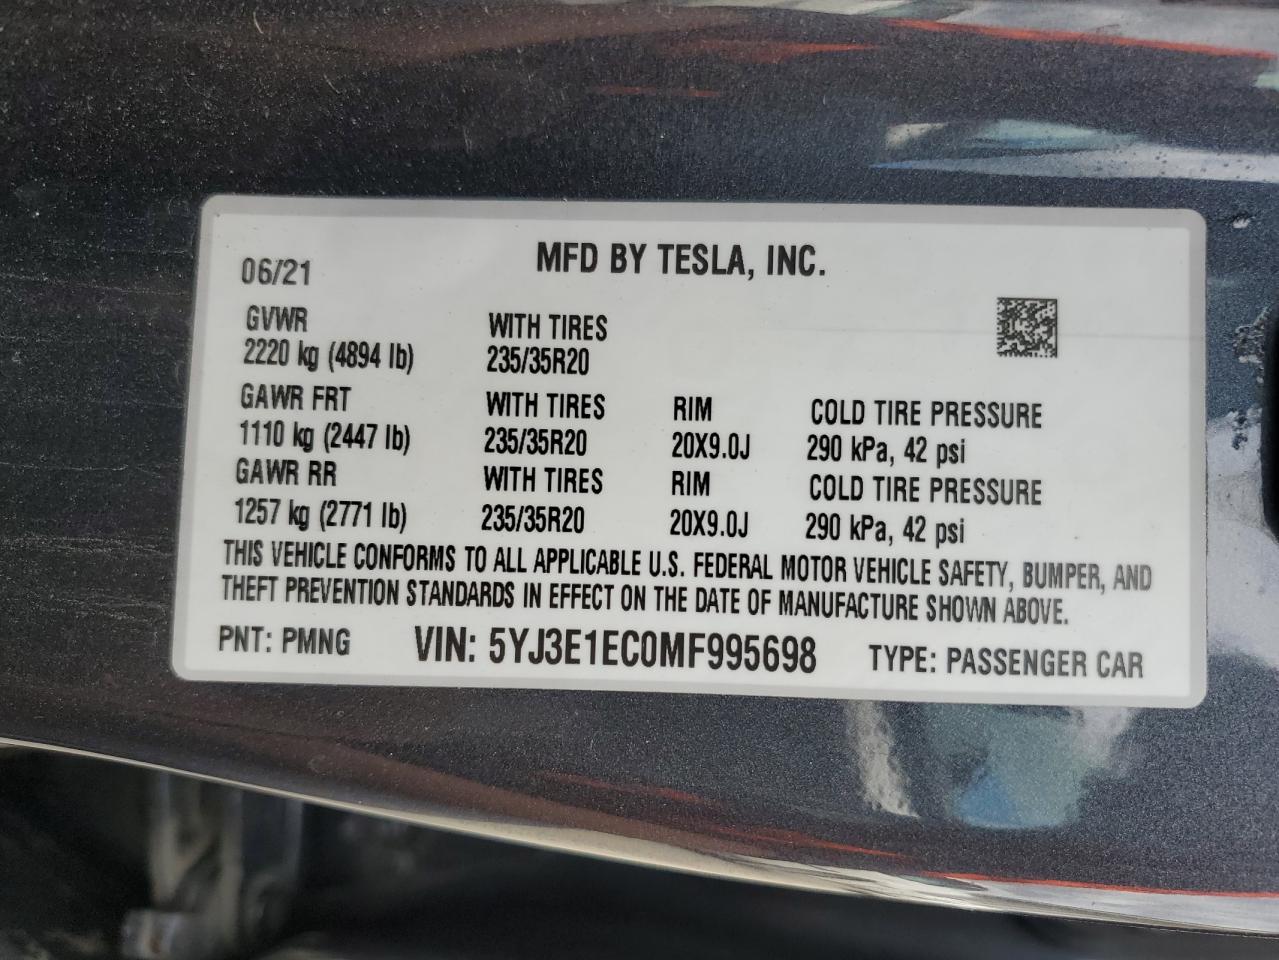 MFD BY TESLA, INC.
06/21
GVWR WITH TIRES
2220 kg (4894 lb) 235/35R20
GAWR FRT WITH TIRES RIM COLD TIRE PRESSURE
1110 kg (2447 lb) 235/35R20 20X9.0J 290 kPa, 42 psi
GAWR RR WITH TIRES RIM COLD TIRE PRESSURE
1257 kg (2771 lb) 235/35R20 20X9.0J 290 kPa, 42 psi
THIS VEHICLE CONFORMS TO ALL APPLICABLE U.S. FEDERAL MOTOR VEHICLE SAFETY, BUMPER, AND
THEFT PREVENTION STANDARDS IN EFFECT ON THE DATE OF MANUFACTURE SHOWN ABOVE.
PNT: PMNG VIN: 5YJ3E1EC0MF995698 TYPE: PASSENGER CAR